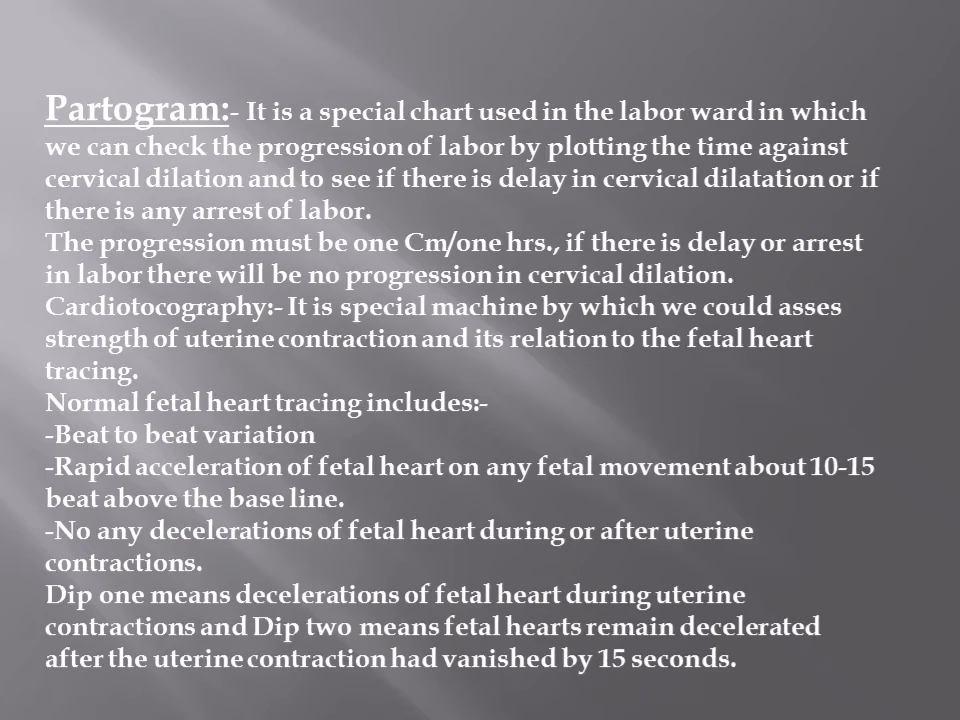 Partogram:- It is a special chart used in the labor ward in which
we can check the progression of labor by plotting the time against
cervical dilation and to see if there is delay in cervical dilatation or if
there is any arrest of labor.
The progression must be one Cm/one hrs., if there is delay or arrest
in labor there will be no progression in cervical dilation.
Cardiotocography:- It is special machine by which we could asses
strength of uterine contraction and its relation to the fetal heart
tracing.
Normal fetal heart tracing includes:-
-Beat to beat variation
-Rapid acceleration of fetal heart on any fetal movement about 10-15
beat above the base line.
-No any decelerations of fetal heart during or after uterine
contractions.
Dip one means decelerations of fetal heart during uterine
contractions and Dip two means fetal hearts remain decelerated
after the uterine contraction had vanished by 15 seconds.